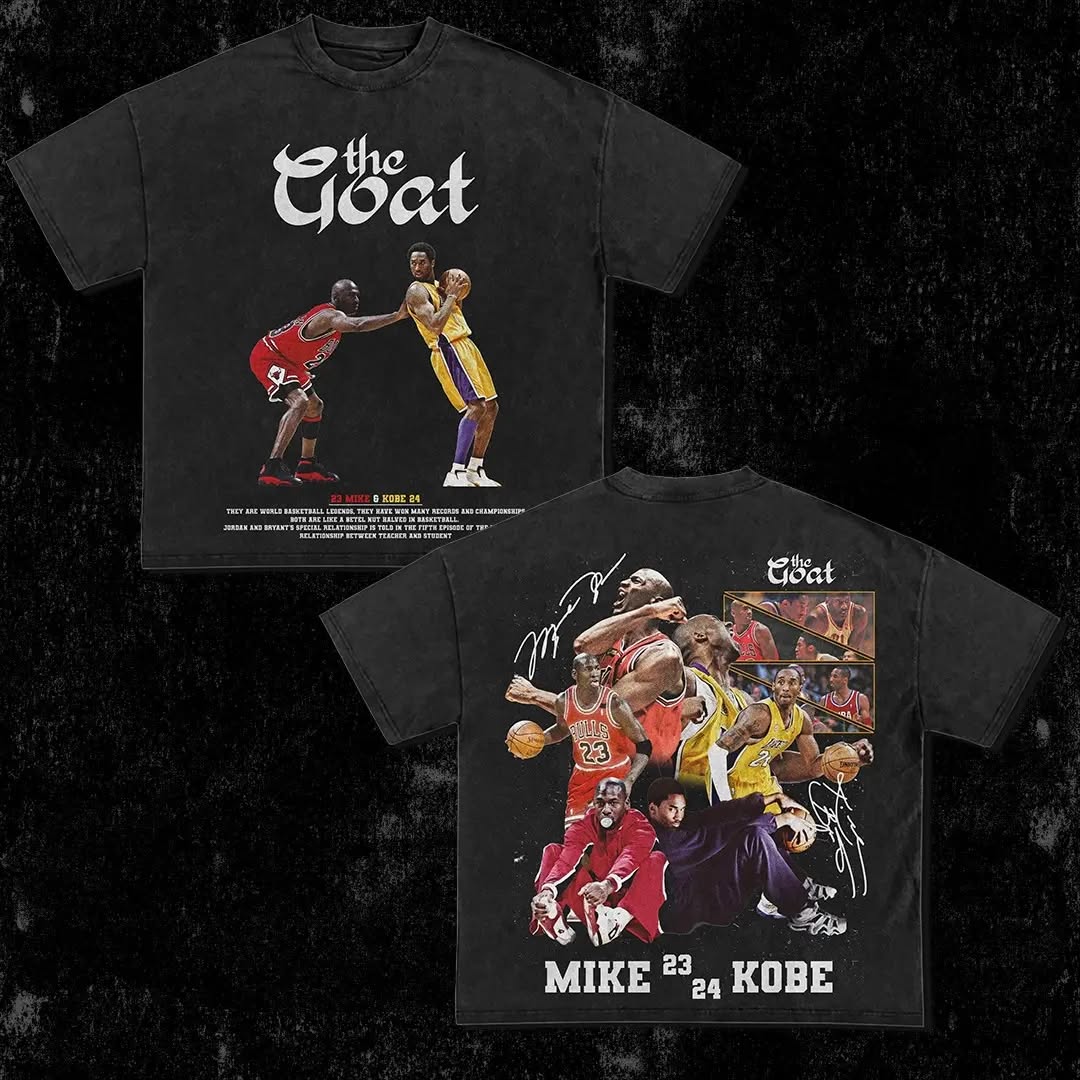 the
Goat
23 MIKE & KOBE 24
THEY ARE WORLD BASKETBALL LEGENDS, THEY HAVE WON MANY RECORDS AND CHAMPIONSHIPS
BOTH ARE LIKE A BETEL NUT HALVED IN BASKETBALL.
JORDAN AND BRYANT'S SPECIAL RELATIONSHIP IS TOLD IN THE FIFTH EPISODE OF THE
RELATIONSHIP BETWEEN TEACHER AND STUDENT
the
Goat
BULLS
23
MIKE 23 24 KOBE